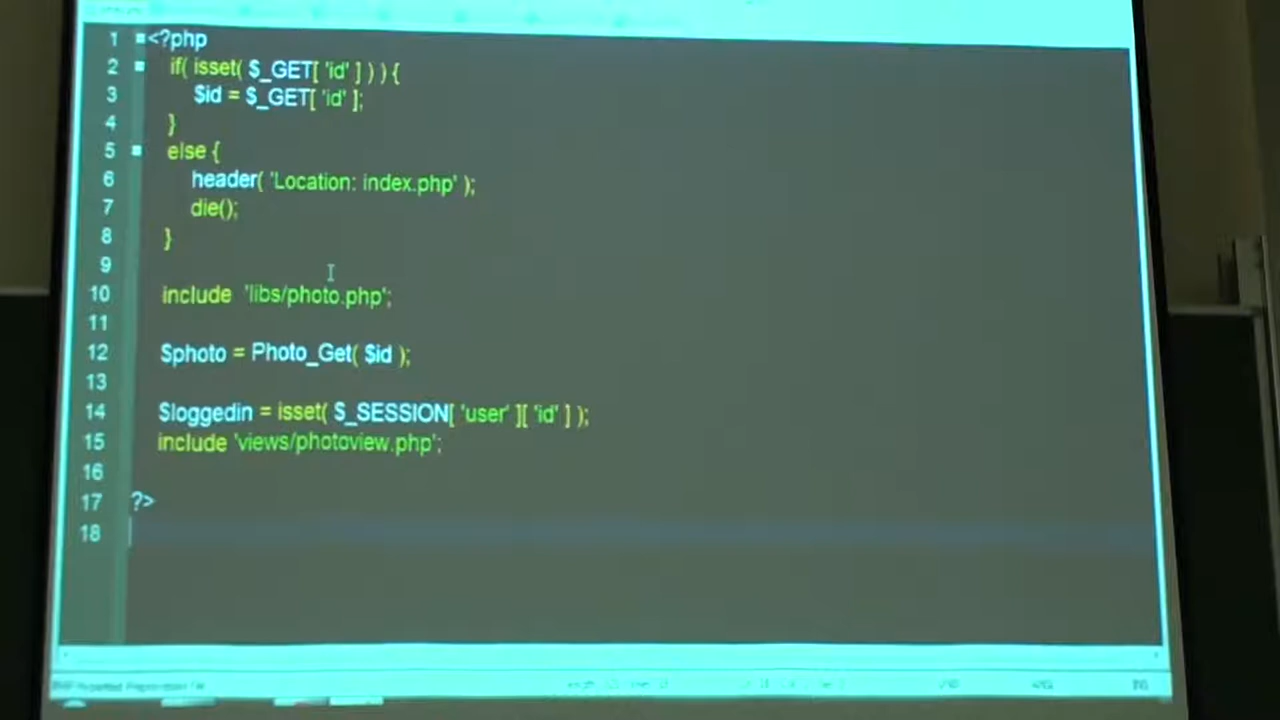 1 <?php
2 if( isset( $_GET[ 'id' ] ) ) {
3 $id = $_GET[ 'id' ];
4 }
5 else {
6 header( 'Location: index.php' );
7 die();
8 }
9
10 include 'libs/photo.php';
11
12 $photo = Photo_Get( $id );
13
14 $loggedin = isset( $_SESSION[ 'user' ][ 'id' ] );
15 include 'views/photoview.php';
16
17 ?>
18